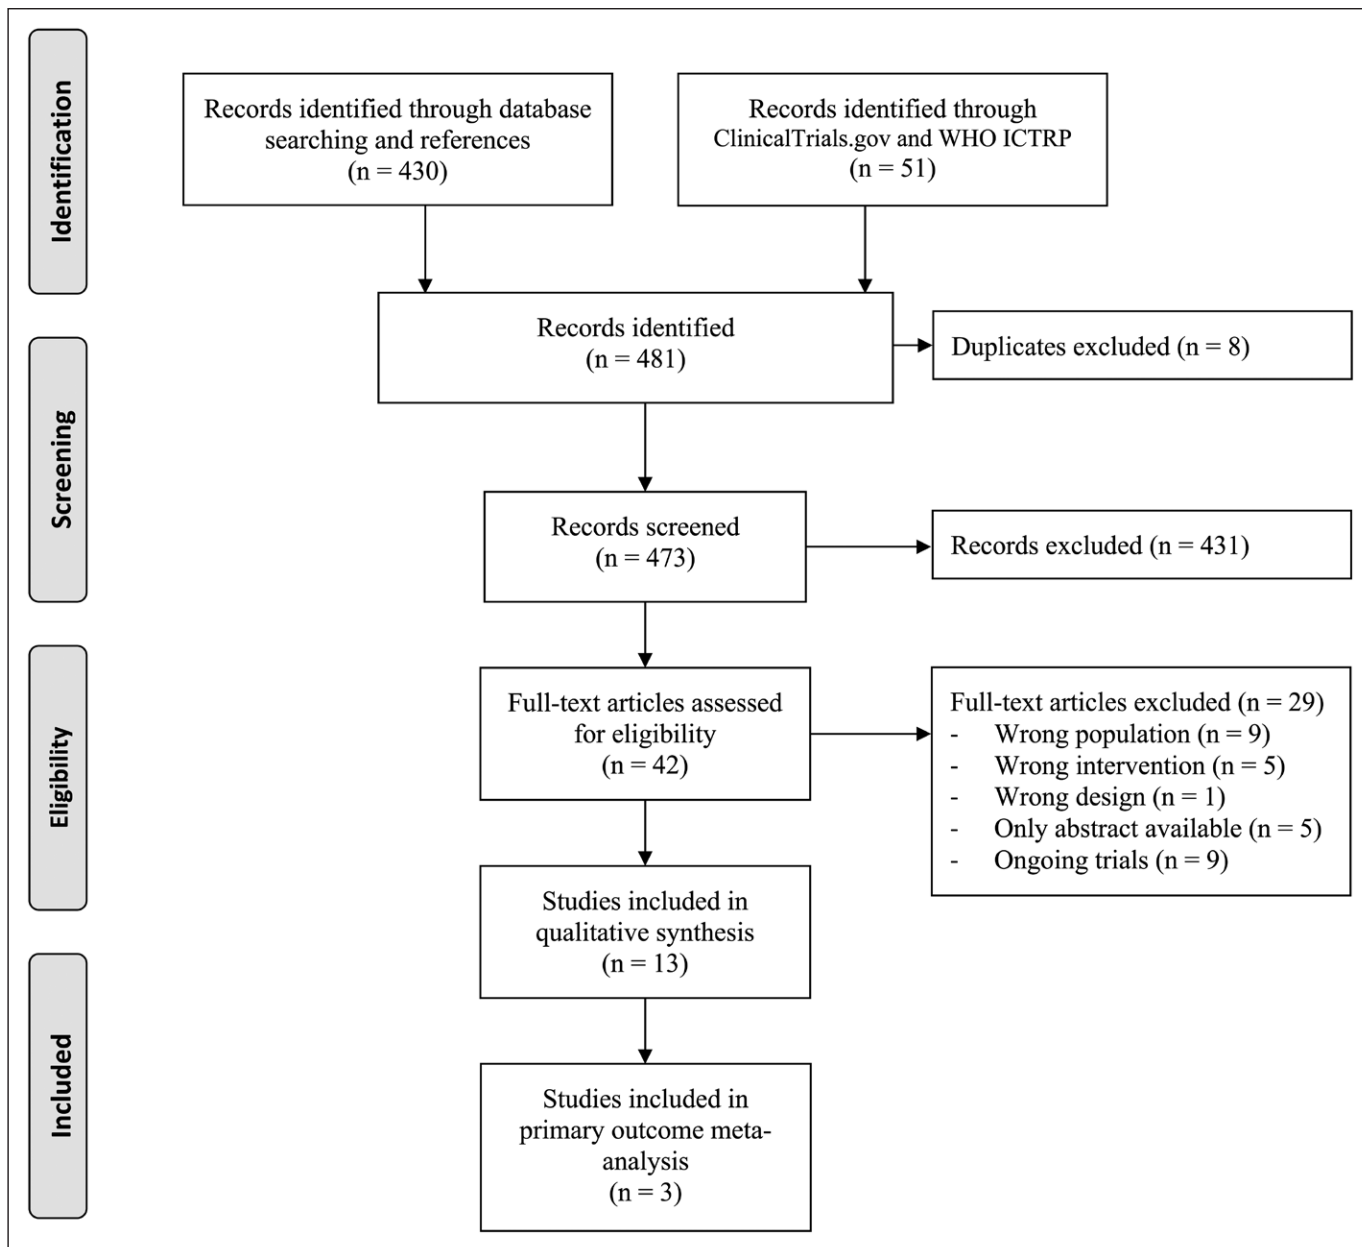 Identification
Records identified through database
searching and references
(n = 430)
Records identified through
ClinicalTrials.gov and WHO ICTRP
(n = 51)
Records identified
(n = 481)
Duplicates excluded (n = 8)
Screening
Records screened
(n = 473)
Records excluded (n = 431)
Eligibility
Full-text articles assessed
for eligibility
(n = 42)
Full-text articles excluded (n = 29)
- Wrong population (n = 9)
- Wrong intervention (n = 5)
- Wrong design (n = 1)
- Only abstract available (n = 5)
- Ongoing trials (n = 9)
Studies included in
qualitative synthesis
(n = 13)
Included
Studies included in
primary outcome meta-
analysis
(n = 3)